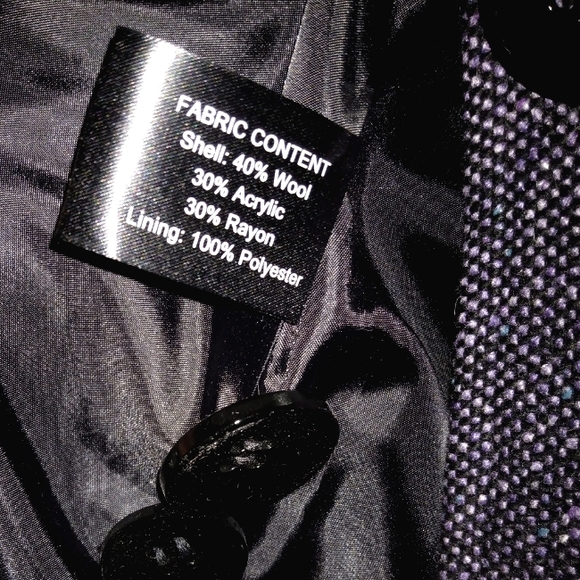 FABRIC CONTENT
Shell: 40% Wool
30% Acrylic
30% Rayon
Lining: 100% Polyester